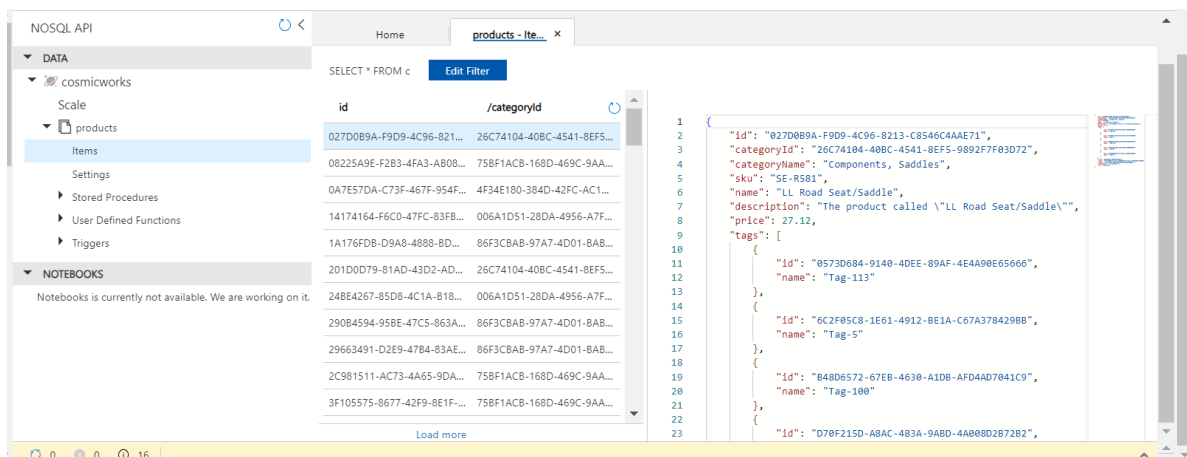 NOSQL API
DATA
cosmicworks
Scale
products
Items
Settings
Stored Procedures
User Defined Functions
Triggers
NOTEBOOKS
Notebooks is currently not available. We are working on it.
Home
products - Ite...
SELECT * FROM c
Edit Filter
id /categoryId
027D0B9A-F9D9-4C96-821... 26C74104-40BC-4541-8EF5...
08225A9E-F2B3-4FA3-AB08... 75BF1ACB-168D-469C-9AA...
0A7E57DA-C73F-467F-954F... 4F34E180-384D-42FC-AC1...
14174164-F6C0-47FC-83FB... 006A1D51-28DA-4956-A7F...
1A176FDB-D9A8-4888-BD... 86F3CBAB-97A7-4D01-BAB...
201D0D79-81AD-43D2-AD... 26C74104-40BC-4541-8EF5...
24BE4267-85D8-4C1A-B18... 006A1D51-28DA-4956-A7F...
290B4594-95BE-47C5-863A... 86F3CBAB-97A7-4D01-BAB...
29663491-D2E9-47B4-83AE... 86F3CBAB-97A7-4D01-BAB...
2C981511-AC73-4A65-9DA... 75BF1ACB-168D-469C-9AA...
3F105575-8677-42F9-8E1F-... 75BF1ACB-168D-469C-9AA...
Load more
1 {
2 "id": "027D0B9A-F9D9-4C96-8213-C8546C4AAE71",
3 "categoryId": "26C74104-40BC-4541-8EF5-9892F7F03D72",
4 "categoryName": "Components, Saddles",
5 "sku": "SE-R581",
6 "name": "LL Road Seat/Saddle",
7 "description": "The product called \"LL Road Seat/Saddle\"",
8 "price": 27.12,
9 "tags": [
10 {
11 "id": "0573D684-9140-4DEE-89AF-4E4A90E65666",
12 "name": "Tag-113"
13 },
14 {
15 "id": "6C2F05C8-1E61-4912-BE1A-C67A378429BB",
16 "name": "Tag-5"
17 },
18 {
19 "id": "B48D6572-67EB-4630-A1DB-AFD4AD7041C9",
20 "name": "Tag-100"
21 },
22 {
23 "id": "D70F215D-A8AC-483A-9ABD-4A008D2B72B2",
0 0 16